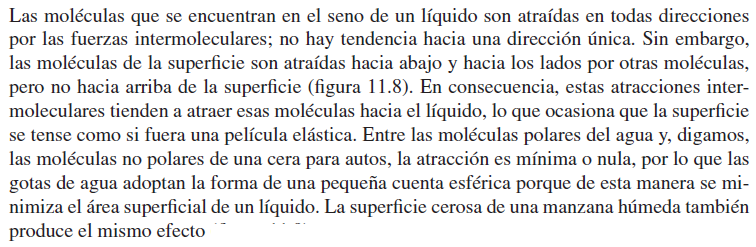 Las moléculas que se encuentran en el seno de un líquido son atraídas en todas direcciones
por las fuerzas intermoleculares; no hay tendencia hacia una dirección única. Sin embargo,
las moléculas de la superficie son atraídas hacia abajo y hacia los lados por otras moléculas,
pero no hacia arriba de la superficie (figura 11.8). En consecuencia, estas atracciones inter-
moleculares tienden a atraer esas moléculas hacia el líquido, lo que ocasiona que la superficie
se tense como si fuera una película elástica. Entre las moléculas polares del agua y, digamos,
las moléculas no polares de una cera para autos, la atracción es mínima o nula, por lo que las
gotas de agua adoptan la forma de una pequeña cuenta esférica porque de esta manera se mi-
nimiza el área superficial de un líquido. La superficie cerosa de una manzana húmeda también
produce el mismo efecto